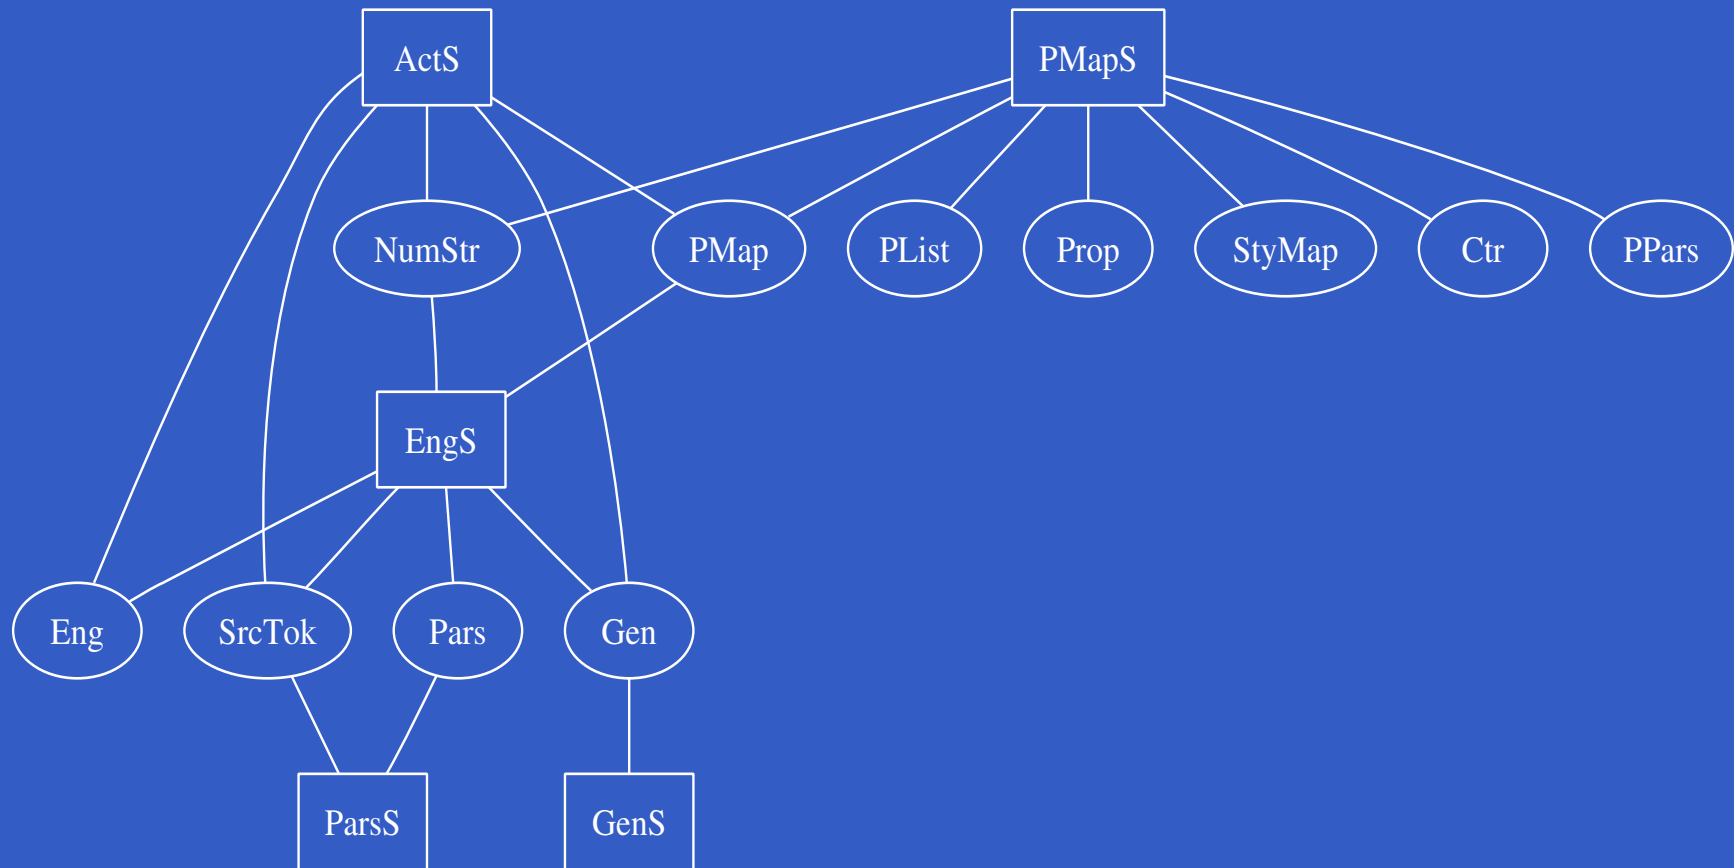 ActS
PMapS
NumStr
PMap
PList
Prop
StyMap
Ctr
PPars
EngS
Eng
SrcTok
Pars
Gen
ParsS
GenS